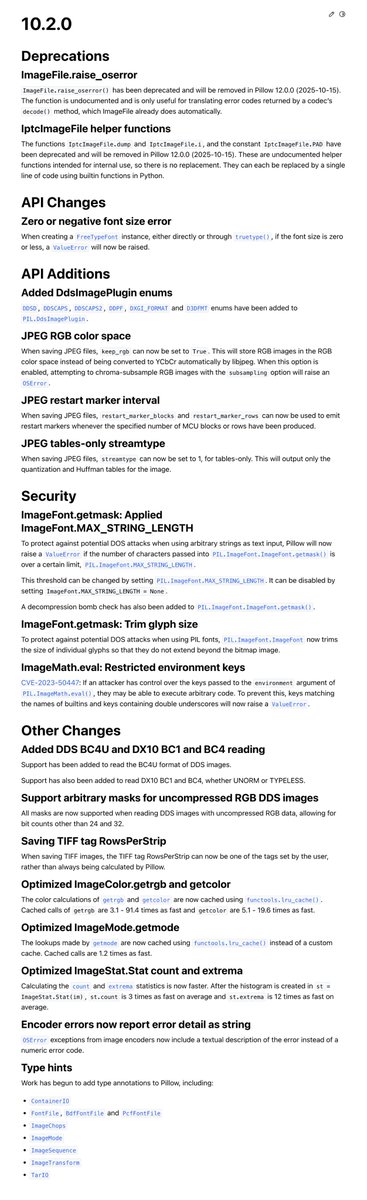 10.2.0
Deprecations
ImageFile.raise_oserror
ImageFile.raise_oserror() has been deprecated and will be removed in Pillow 12.0.0 (2025-10-15).
The function is undocumented and is only useful for translating error codes returned by a codec's
decode() method, which ImageFile already does automatically.
IptcImageFile helper functions
The functions IptcImageFile.dump and IptcImageFile.i, and the constant IptcImageFile.PAD have
been deprecated and will be removed in Pillow 12.0.0 (2025-10-15). These are undocumented helper
functions intended for internal use, so there is no replacement. They can each be replaced by a single
line of code using builtin functions in Python.
API Changes
Zero or negative font size error
When creating a FreeTypeFont instance, either directly or through truetype(), if the font size is zero
or less, a ValueError will now be raised.
API Additions
Added DdsImagePlugin enums
DDSD, DDSCAPS, DDSCAPS2, DDPF, DXGI_FORMAT and D3DFMT enums have been added to
PIL.DdsImagePlugin.
JPEG RGB color space
When saving JPEG files, keep_rgb can now be set to True. This will store RGB images in the RGB
color space instead of being converted to YCbCr automatically by libjpeg. When this option is
enabled, attempting to chroma-subsample RGB images with the subsampling option will raise an
OSError.
JPEG restart marker interval
When saving JPEG files, restart_marker_blocks and restart_marker_rows can now be used to emit
restart markers whenever the specified number of MCU blocks or rows have been produced.
JPEG tables-only streamtype
When saving JPEG files, streamtype can now be set to 1, for tables-only. This will output only the
quantization and Huffman tables for the image.
Security
ImageFont.getmask: Applied
ImageFont.MAX_STRING_LENGTH
To protect against potential DOS attacks when using arbitrary strings as text input, Pillow will now
raise a ValueError if the number of characters passed into PIL.ImageFont.ImageFont.getmask() is
over a certain limit, PIL.ImageFont.MAX_STRING_LENGTH.
This threshold can be changed by setting PIL.ImageFont.MAX_STRING_LENGTH. It can be disabled by
setting ImageFont.MAX_STRING_LENGTH = None.
A decompression bomb check has also been added to PIL.ImageFont.ImageFont.getmask().
ImageFont.getmask: Trim glyph size
To protect against potential DOS attacks when using PIL fonts, PIL.ImageFont.ImageFont now trims
the size of individual glyphs so that they do not extend beyond the bitmap image.
ImageMath.eval: Restricted environment keys
CVE-2023-50447: If an attacker has control over the keys passed to the environment argument of
PIL.ImageMath.eval(), they may be able to execute arbitrary code. To prevent this, keys matching
the names of builtins and keys containing double underscores will now raise a ValueError.
Other Changes
Added DDS BC4U and DX10 BC1 and BC4 reading
Support has been added to read the BC4U format of DDS images.
Support has also been added to read DX10 BC1 and BC4, whether UNORM or TYPELESS.
Support arbitrary masks for uncompressed RGB DDS images
All masks are now supported when reading DDS images with uncompressed RGB data, allowing for
bit counts other than 24 and 32.
Saving TIFF tag RowsPerStrip
When saving TIFF images, the TIFF tag RowsPerStrip can now be one of the tags set by the user,
rather than always being calculated by Pillow.
Optimized ImageColor.getrgb and getcolor
The color calculations of getrgb and getcolor are now cached using functools.lru_cache().
Cached calls of getrgb are 3.1 - 91.4 times as fast and getcolor are 5.1 - 19.6 times as fast.
Optimized ImageMode.getmode
The lookups made by getmode are now cached using functools.lru_cache() instead of a custom
cache. Cached calls are 1.2 times as fast.
Optimized ImageStat.Stat count and extrema
Calculating the count and extrema statistics is now faster. After the histogram is created in st =
ImageStat.Stat(im), st.count is 3 times as fast on average and st.extrema is 12 times as fast on
average.
Encoder errors now report error detail as string
OSError exceptions from image encoders now include a textual description of the error instead of a
numeric error code.
Type hints
Work has begun to add type annotations to Pillow, including:
• ContainerIO
• FontFile, BdfFontFile and PcfFontFile
• ImageChops
• ImageMode
• ImageSequence
• ImageTransform
• TarIO